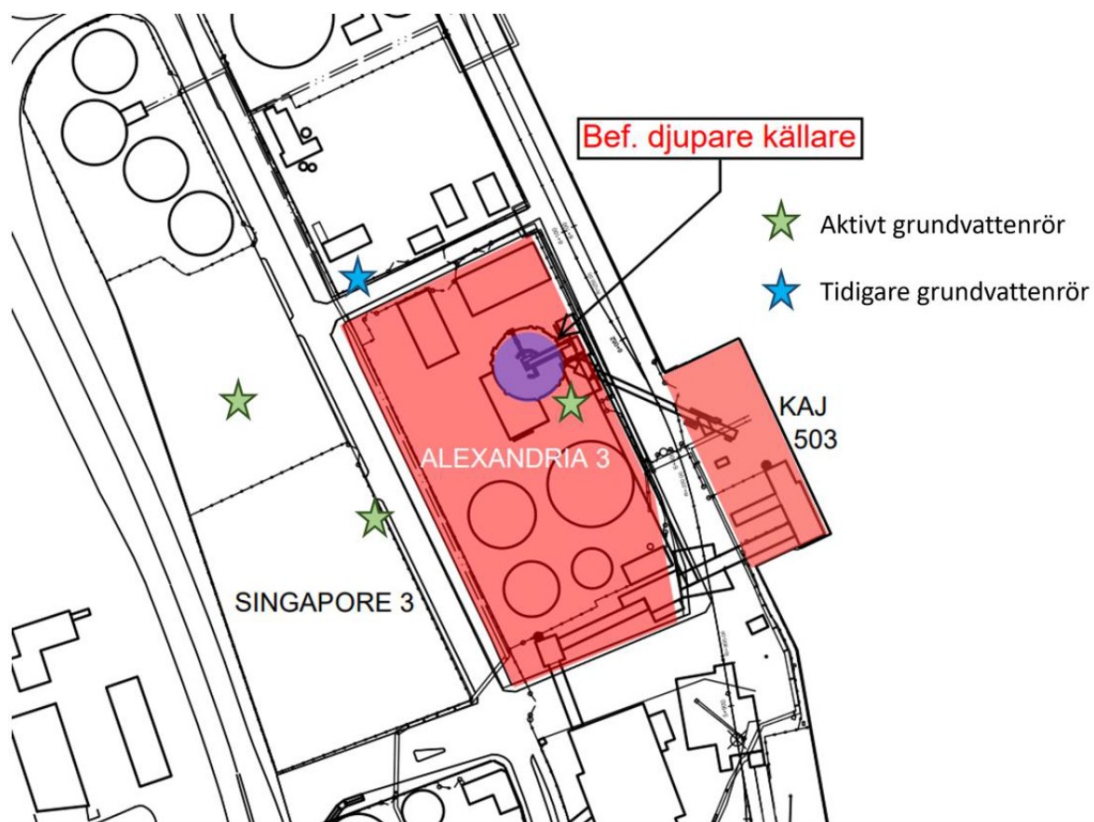 Bef. djupare källare
Aktivt grundvattenrör
Tidigare grundvattenrör
KAJ
503
ALEXANDRIA 3
SINGAPORE 3